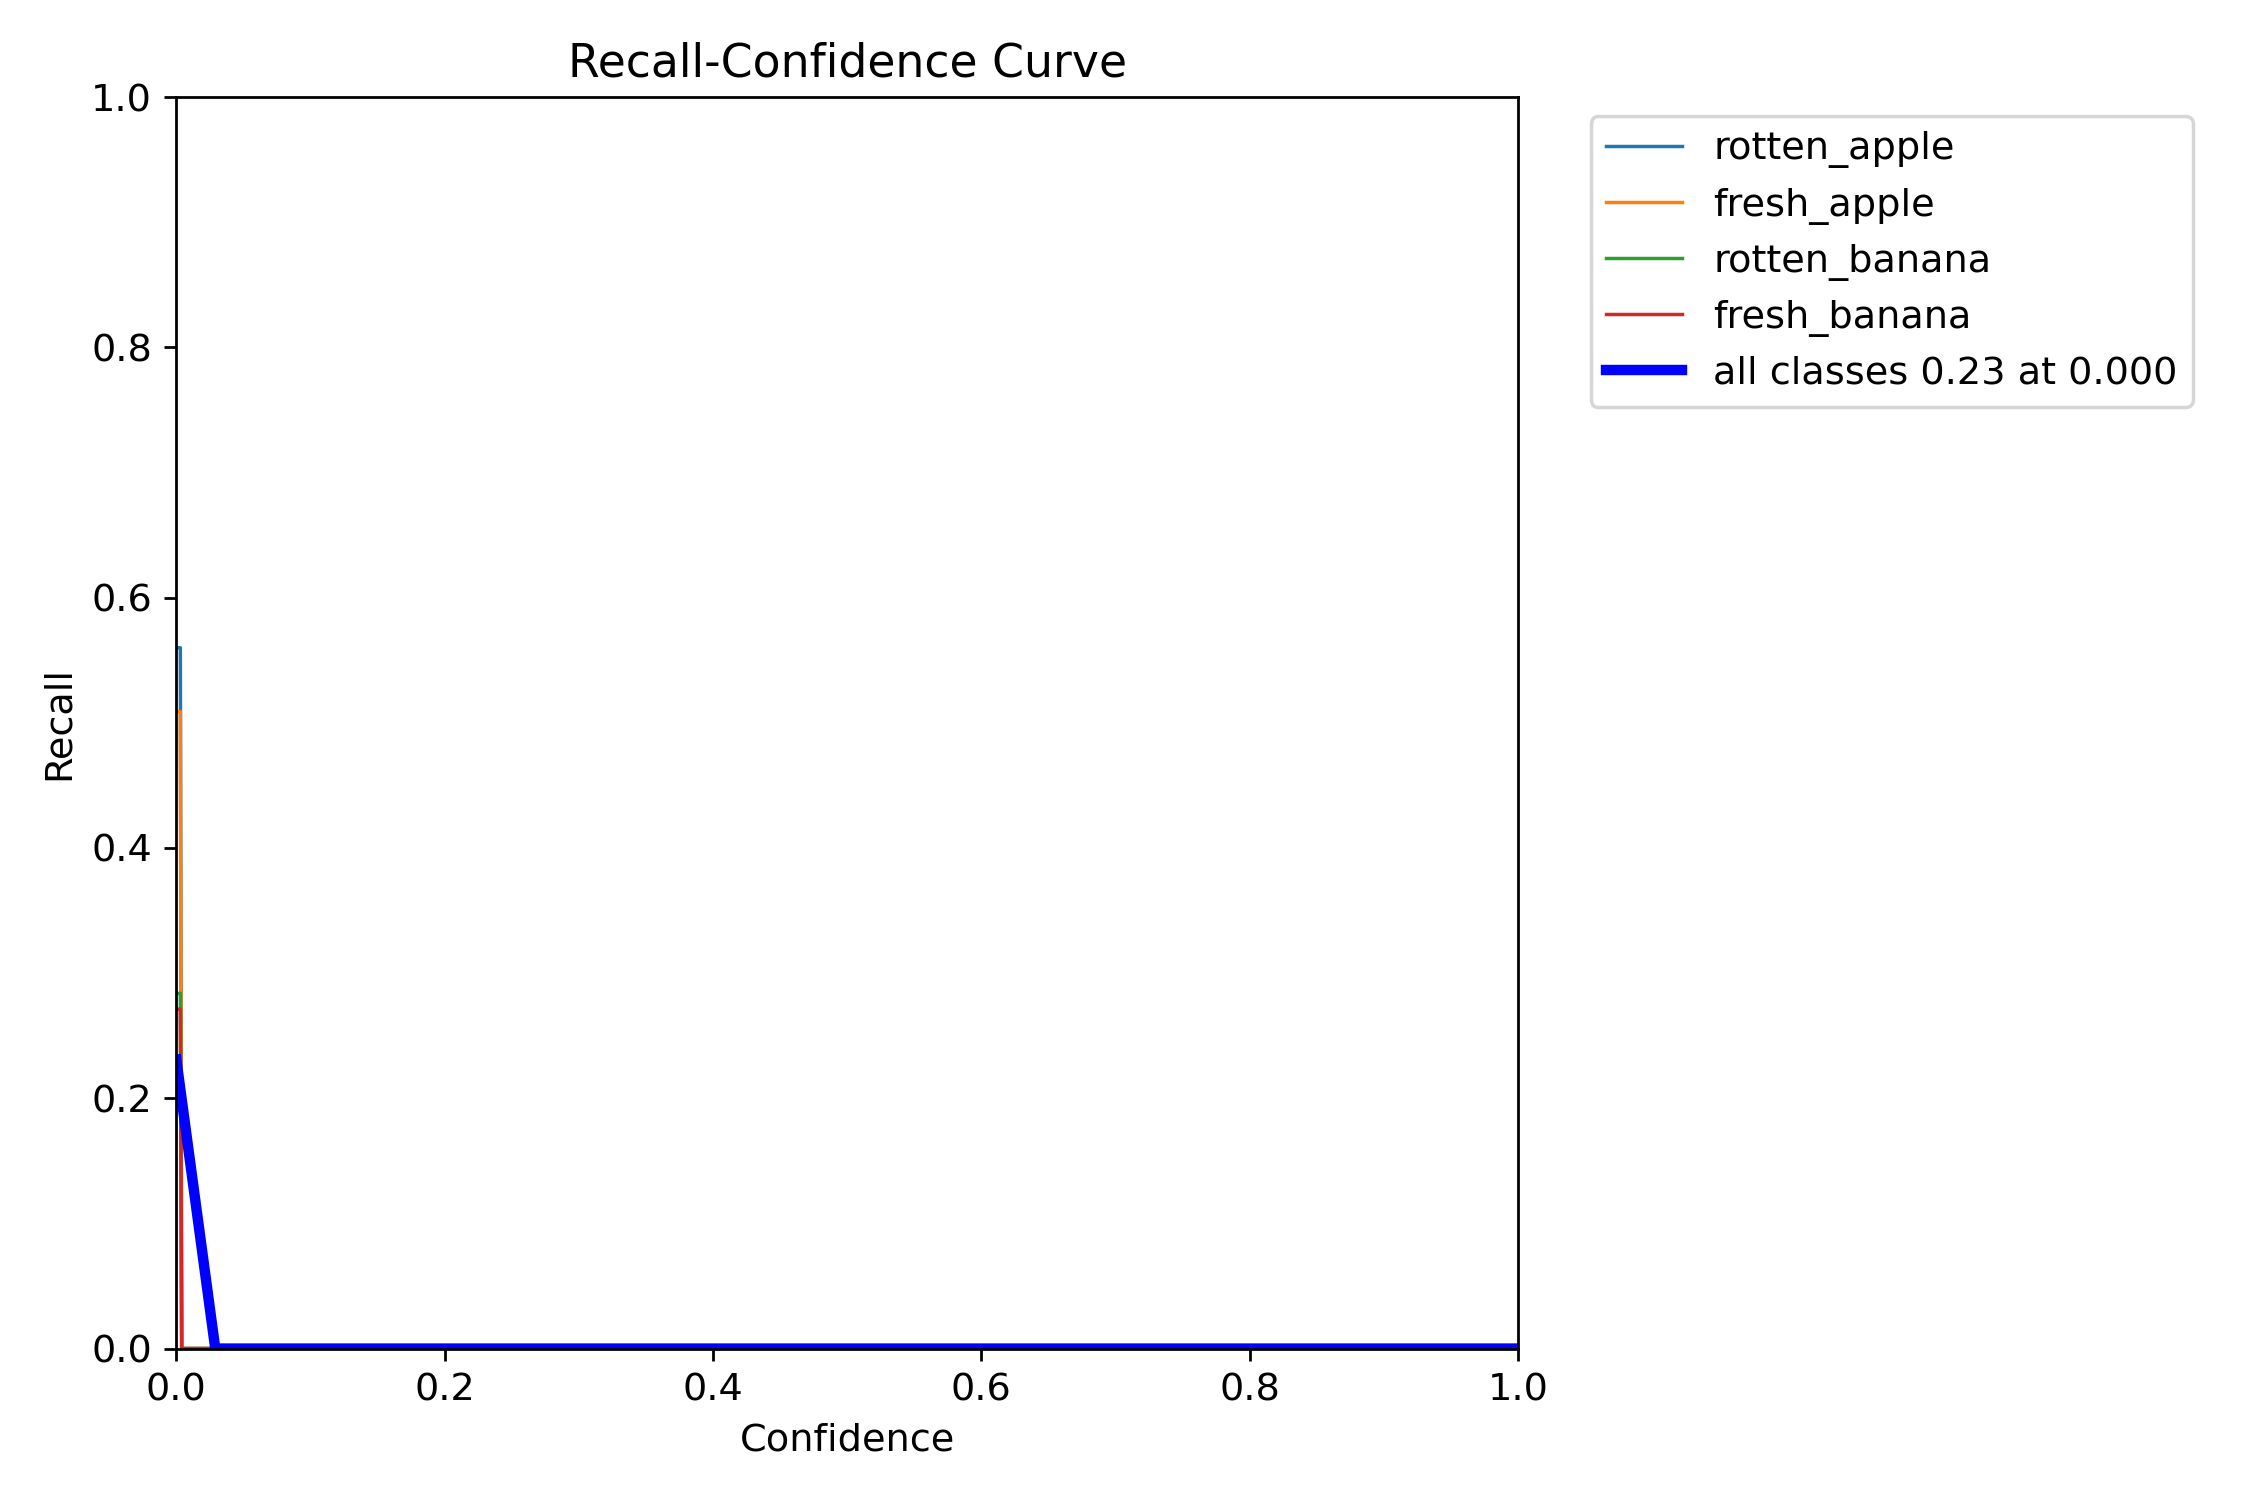 Recall-Confidence Curve
1.0
0.8
0.6
0.4
0.2
0.0
Recall
0.0 0.2 0.4 0.6 0.8 1.0
Confidence
rotten_apple
fresh_apple
rotten_banana
fresh_banana
all classes 0.23 at 0.000